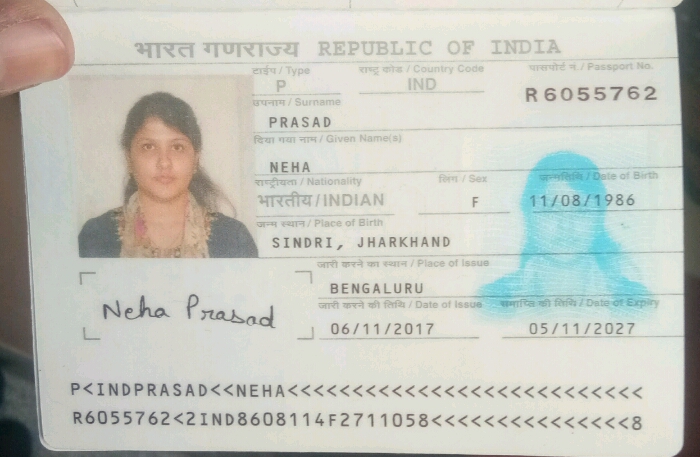 भारत गणराज्य REPUBLIC OF INDIA
टाईप / Type राष्ट्र कोड / Country Code पासपोर्ट नं / Passport No.
P IND R6055762
उपनाम / Surname
PRASAD
दिया गया नाम / Given Name(s)
NEHA
राष्ट्रीयता / Nationality लिंग / Sex जन्मतिथि / Date of Birth
भारतीय/INDIAN F 11/08/1986
जन्म स्थान / Place of Birth
SINDRI, JHARKHAND
जारी करने का स्थान / Place of Issue
BENGALURU
जारी करने की तिथि / Date of Issue समाप्ति की तिथि / Date of Expiry
Neha Prasad 06/11/2017 05/11/2027
P<INDPRASAD<<NEHA<<<<<<<<<<<<<<<<<<<<<<<<<<<
R6055762<2IND8608114F2711058<<<<<<<<<<<<<<<8